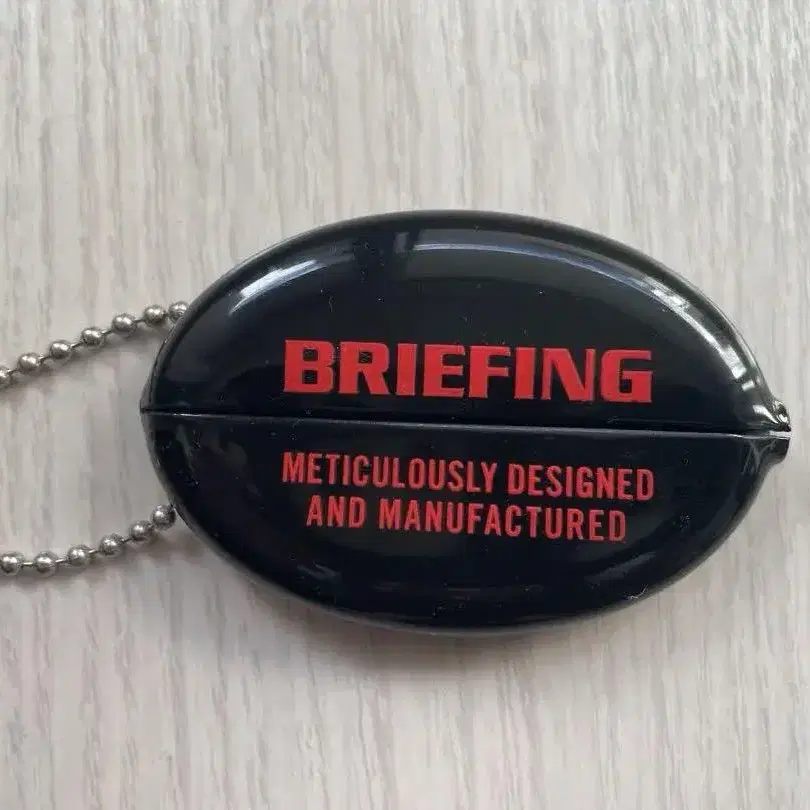 BRIEFING
METICULOUSLY DESIGNED
AND MANUFACTURED